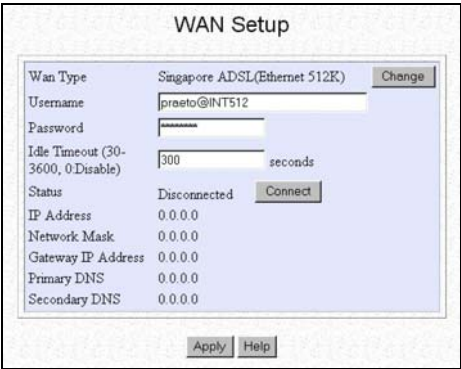 WAN Setup
Wan Type Singapore ADSL(Ethernet 512K) Change
Username praeto@INT512
Password ********
Idle Timeout (30-
3600, 0:Disable) 300 seconds
Status Disconnected Connect
IP Address 0.0.0.0
Network Mask 0.0.0.0
Gateway IP Address 0.0.0.0
Primary DNS 0.0.0.0
Secondary DNS 0.0.0.0
Apply Help